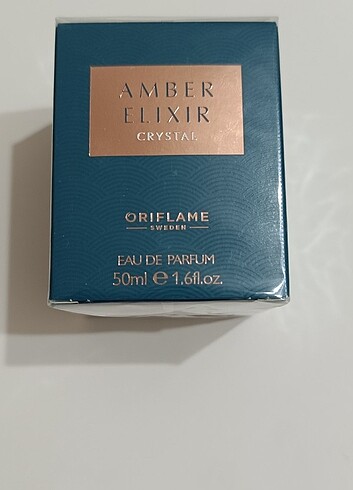 AMBER
ELIXIR
CRYSTAL
ORIFLAME
SWEDEN
EAU DE PARFUM
50ml ℮ 1.6fl.oz.